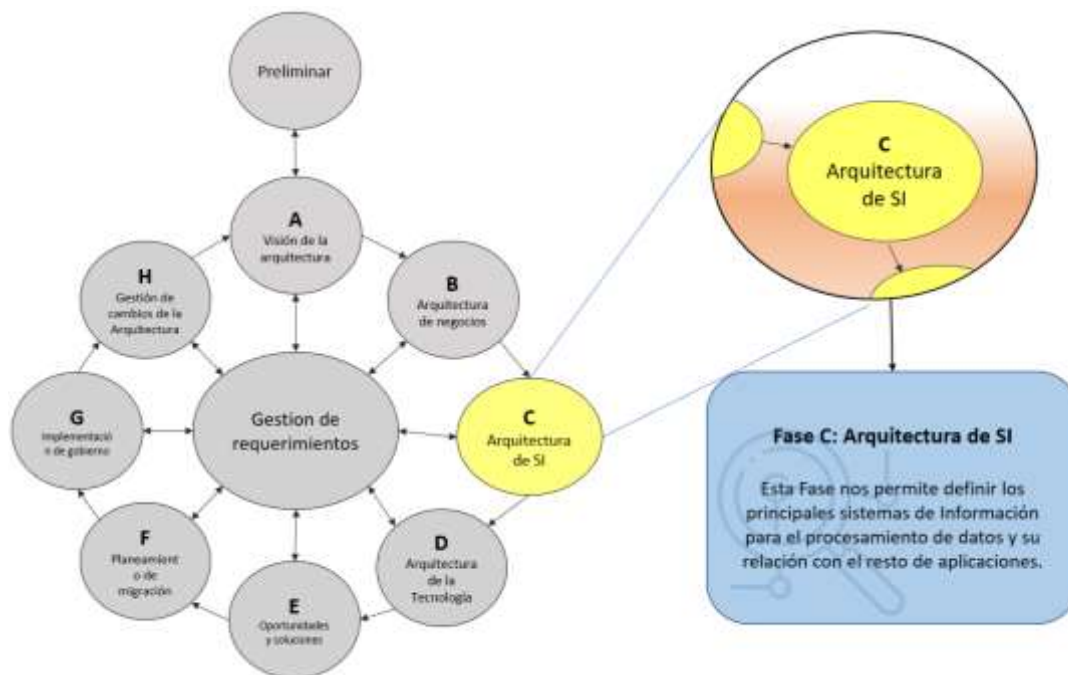 Preliminar
A
Visión de la
arquitectura
B
Arquitectura
de negocios
C
Arquitectura
de SI
D
Arquitectura
de la
Tecnología
E
Oportunidades
y soluciones
F
Planeamient
o de
migración
G
Implementació
n de gobierno
H
Gestión de
cambios de la
Arquitectura
Gestion de
requerimientos
C
Arquitectura
de SI
Fase C: Arquitectura de SI
Esta Fase nos permite definir los
principales sistemas de Información
para el procesamiento de datos y su
relación con el resto de aplicaciones.